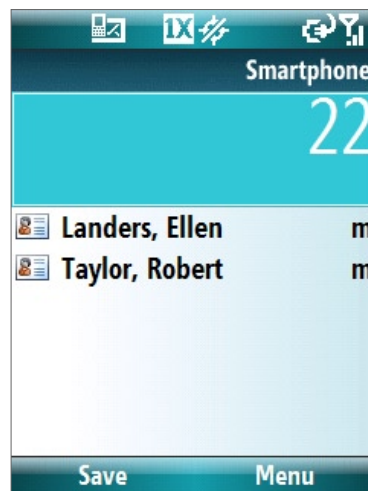 1X
Smartphone
22
Landers, Ellen m
Taylor, Robert m
Save Menu